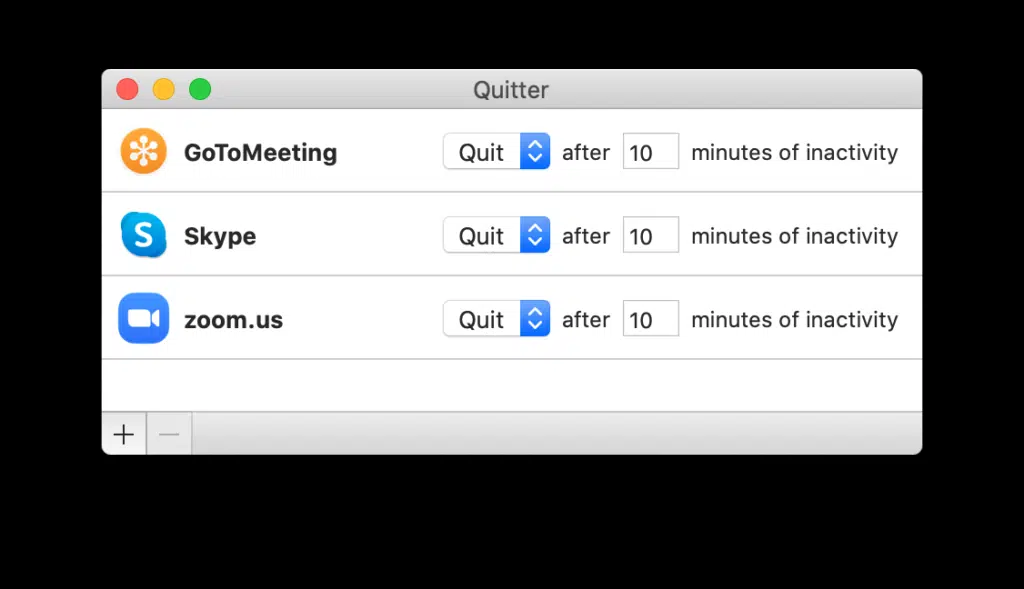 Quitter
GoToMeeting Quit after 10 minutes of inactivity
S Skype Quit after 10 minutes of inactivity
zoom.us Quit after 10 minutes of inactivity